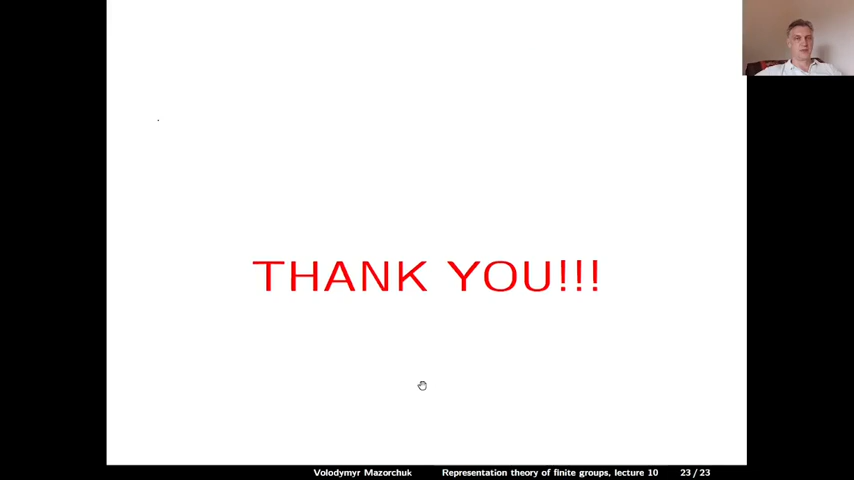 THANK YOU!!!
Volodymyr Mazorchuk Representation theory of finite groups, lecture 10 23 / 23